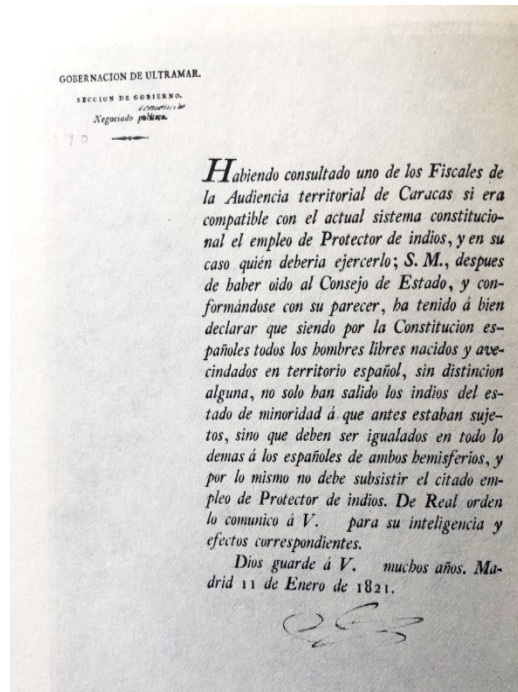 GOBERNACION DE ULTRAMAR.
SECCION DE GOBIERNO.
Negociado política.
Habiendo consultado uno de los Fiscales de
la Audiencia territorial de Caracas si era
compatible con el actual sistema constitucio-
nal el empleo de Protector de indios, y en su
caso quién deberia ejercerlo; S. M., despues
de haber oido al Consejo de Estado, y con-
formándose con su parecer, ha tenido á bien
declarar que siendo por la Constitucion es-
pañoles todos los hombres libres nacidos y ave-
cindados en territorio español, sin distincion
alguna, no solo han salido los indios del es-
tado de minoridad á que antes estaban suje-
tos, sino que deben ser igualados en todo lo
demas á los españoles de ambos hemisferios, y
por lo mismo no debe subsistir el citado em-
pleo de Protector de indios. De Real orden
lo comunico á V. para su inteligencia y
efectos correspondientes.
Dios guarde á V. muchos años. Ma-
drid 11 de Enero de 1821.